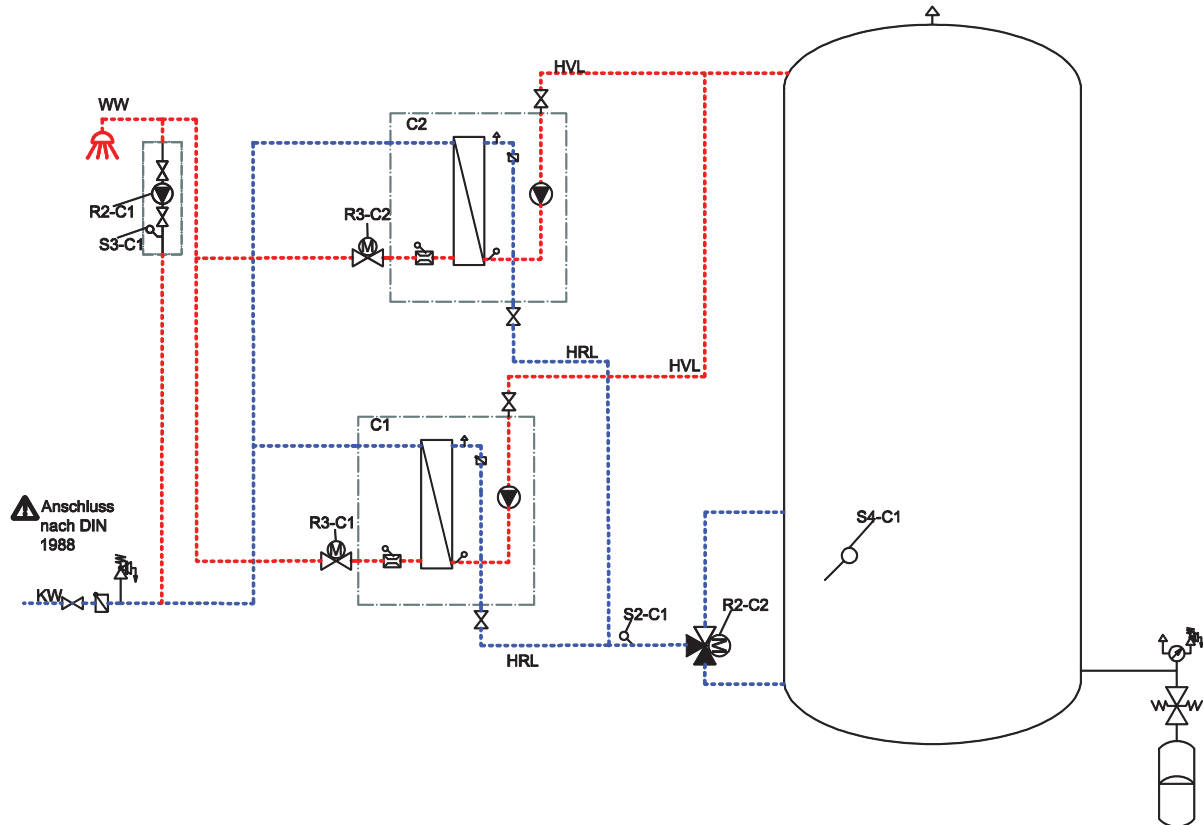 HVL
WW
C2
R2-C1
R3-C2
S3-C1
HRL
HVL
C1
Anschluss
nach DIN
1988
R3-C1
M
M
S4-C1
KW
S2-C1
R2-C2
M
HRL